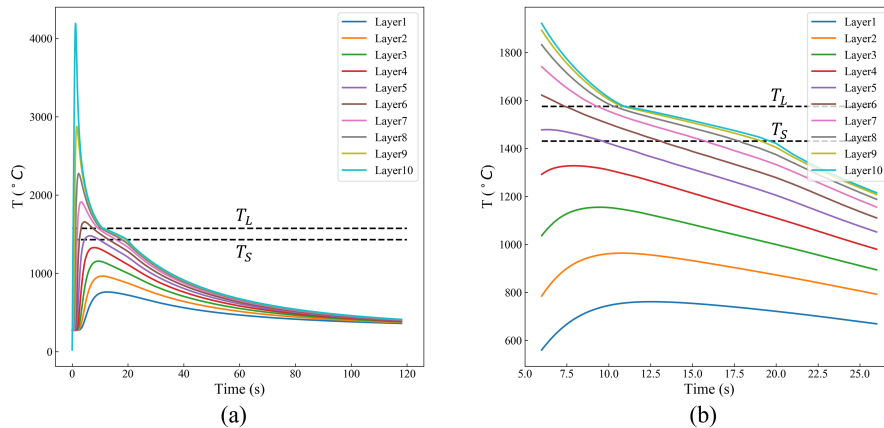 4000
3000
2000
1000
0
T (°C)
0
20
40
60
80
100
120
Time (s)
T_L
T_S
Layer1
Layer2
Layer3
Layer4
Layer5
Layer6
Layer7
Layer8
Layer9
Layer10
(a)
1800
1600
1400
1200
1000
800
600
T (°C)
5.0
7.5
10.0
12.5
15.0
17.5
20.0
22.5
25.0
Time (s)
T_L
T_S
Layer1
Layer2
Layer3
Layer4
Layer5
Layer6
Layer7
Layer8
Layer9
Layer10
(b)